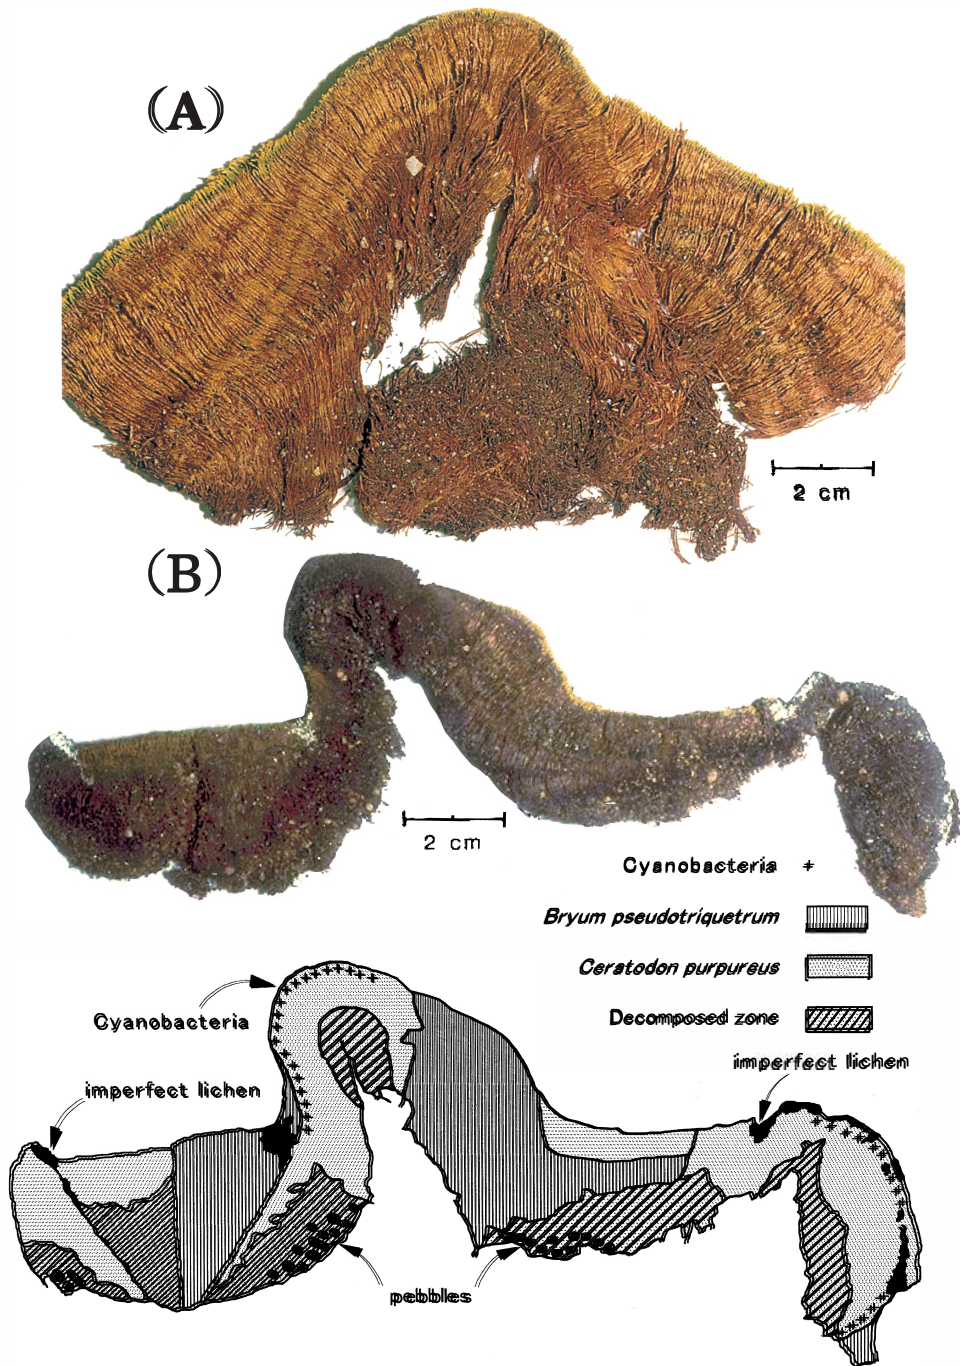 (A)
2 cm
(B)
2 cm
Cyanobacteria +
Bryum pseudotriquetrum
Ceratodon purpureus
Decomposed zone
Cyanobacteria
imperfect lichen
imperfect lichen
pebbles